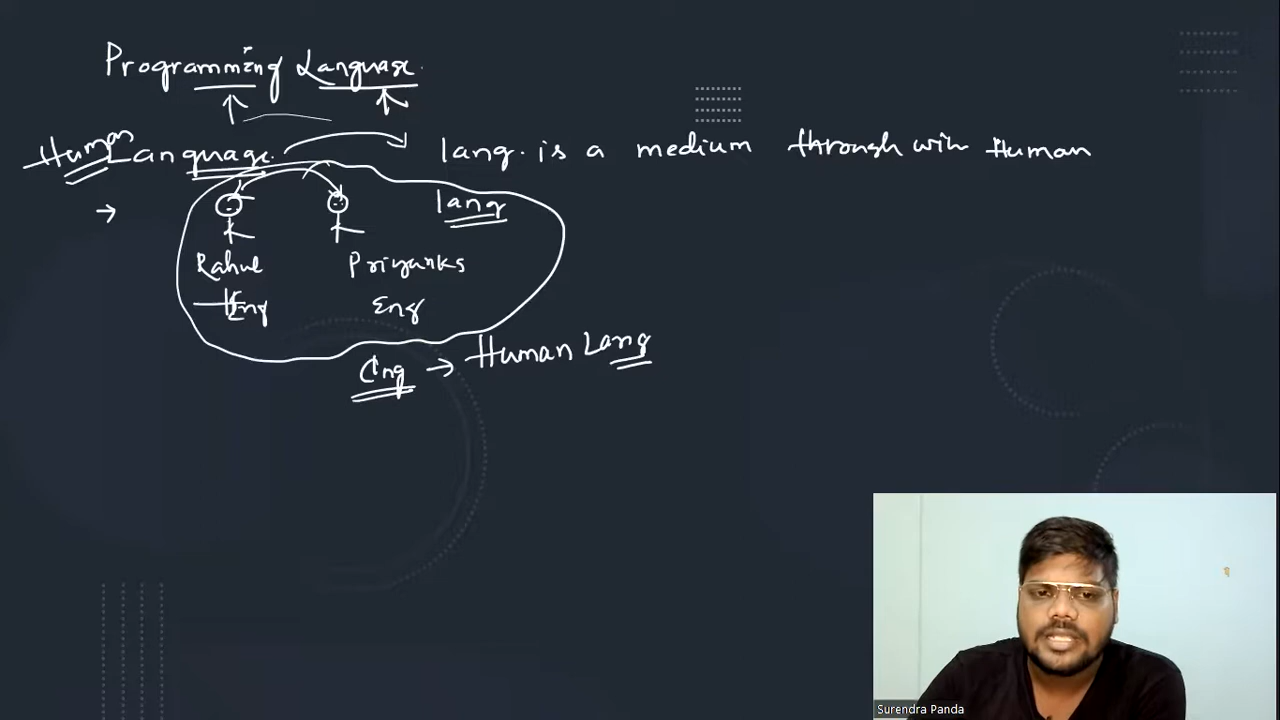 Programming Language
Human Language lang. is a medium through with Human
lang
Rahul Priyanks
Eng Eng
Eng → Human Lang
Surendra Panda